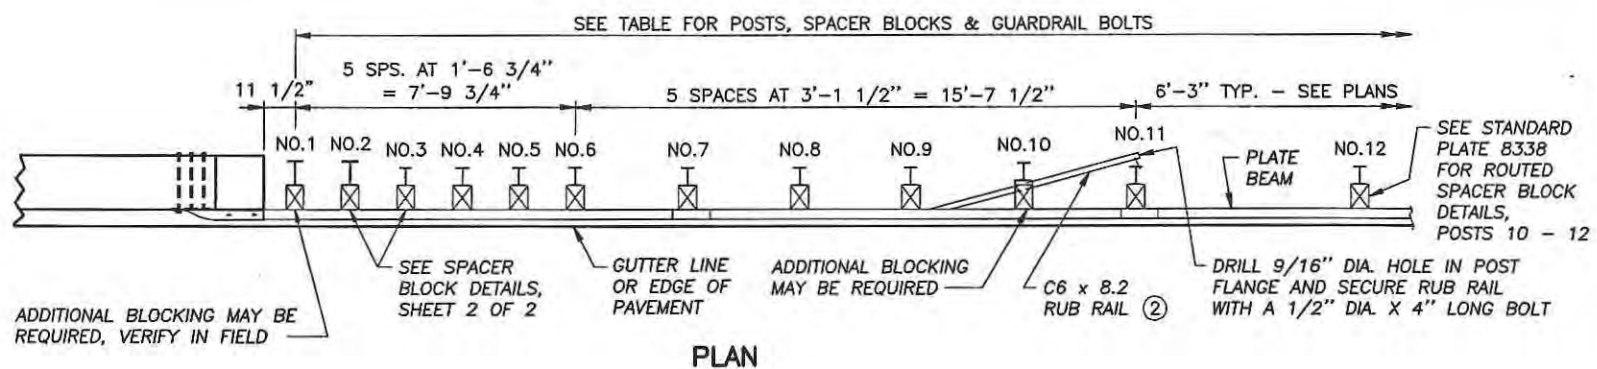 SEE TABLE FOR POSTS, SPACER BLOCKS & GUARDRAIL BOLTS
5 SPS. AT 1'-6 3/4"
= 7'-9 3/4"
11 1/2"
5 SPACES AT 3'-1 1/2" = 15'-7 1/2"
6'-3" TYP. - SEE PLANS
NO.1
NO.2
NO.3
NO.4
NO.5
NO.6
NO.7
NO.8
NO.9
NO.10
NO.11
NO.12
PLATE
BEAM
SEE STANDARD
PLATE 8338
FOR ROUTED
SPACER BLOCK
DETAILS,
POSTS 10 - 12
ADDITIONAL BLOCKING MAY BE
REQUIRED, VERIFY IN FIELD
SEE SPACER
BLOCK DETAILS,
SHEET 2 OF 2
GUTTER LINE
OR EDGE OF
PAVEMENT
ADDITIONAL BLOCKING
MAY BE REQUIRED
C6 x 8.2
RUB RAIL ②
DRILL 9/16" DIA. HOLE IN POST
FLANGE AND SECURE RUB RAIL
WITH A 1/2" DIA. X 4" LONG BOLT
PLAN